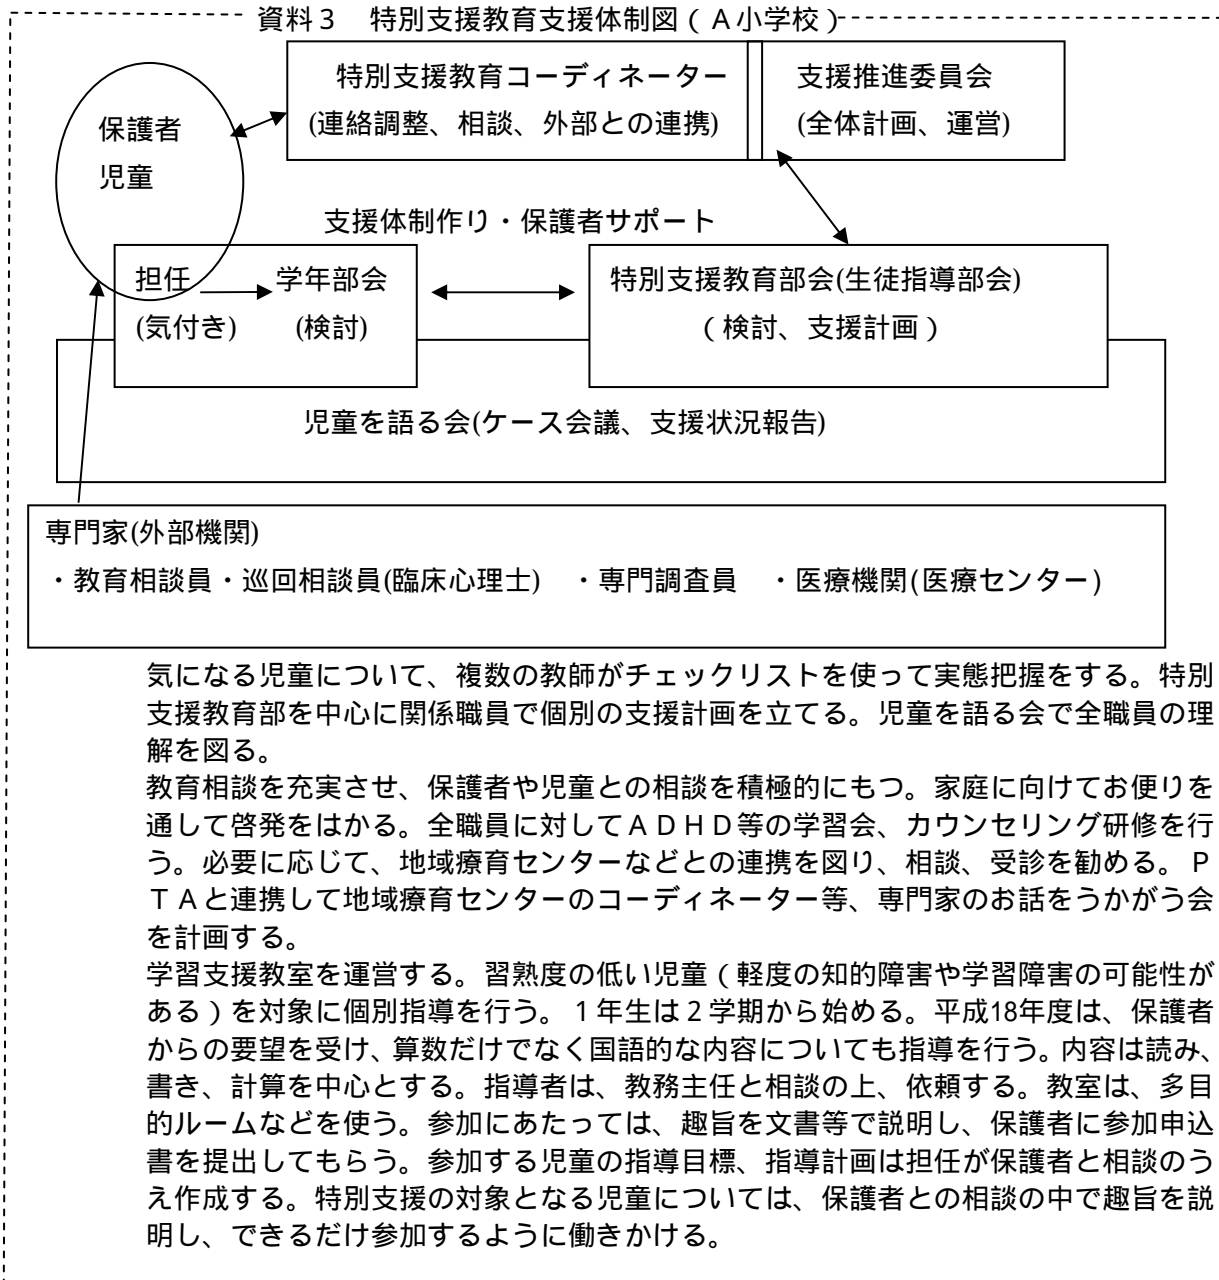 資料３　特別支援教育支援体制図（Ａ小学校）
特別支援教育コーディネーター
(連絡調整、相談、外部との連携)
支援推進委員会
(全体計画、運営)
保護者
児童
支援体制作り・保護者サポート
担任　学年部会
(気付き)　(検討)
特別支援教育部会(生徒指導部会)
（検討、支援計画）
児童を語る会(ケース会議、支援状況報告)
専門家(外部機関)
・教育相談員・巡回相談員(臨床心理士)　・専門調査員　・医療機関(医療センター)
気になる児童について、複数の教師がチェックリストを使って実態把握をする。特別
支援教育部を中心に関係職員で個別の支援計画を立てる。児童を語る会で全職員の理
解を図る。
教育相談を充実させ、保護者や児童との相談を積極的にもつ。家庭に向けてお便りを
通して啓発をはかる。全職員に対してＡＤＨＤ等の学習会、カウンセリング研修を行
う。必要に応じて、地域療育センターなどとの連携を図り、相談、受診を勧める。Ｐ
ＴＡと連携して地域療育センターのコーディネーター等、専門家のお話をうかがう会
を計画する。
学習支援教室を運営する。習熟度の低い児童（軽度の知的障害や学習障害の可能性が
ある）を対象に個別指導を行う。１年生は２学期から始める。平成18年度は、保護者
からの要望を受け、算数だけでなく国語的な内容についても指導を行う。内容は読み、
書き、計算を中心とする。指導者は、教務主任と相談の上、依頼する。教室は、多目
的ルームなどを使う。参加にあたっては、趣旨を文書等で説明し、保護者に参加申込
書を提出してもらう。参加する児童の指導目標、指導計画は担任が保護者と相談のう
え作成する。特別支援の対象となる児童については、保護者との相談の中で趣旨を説
明し、できるだけ参加するように働きかける。